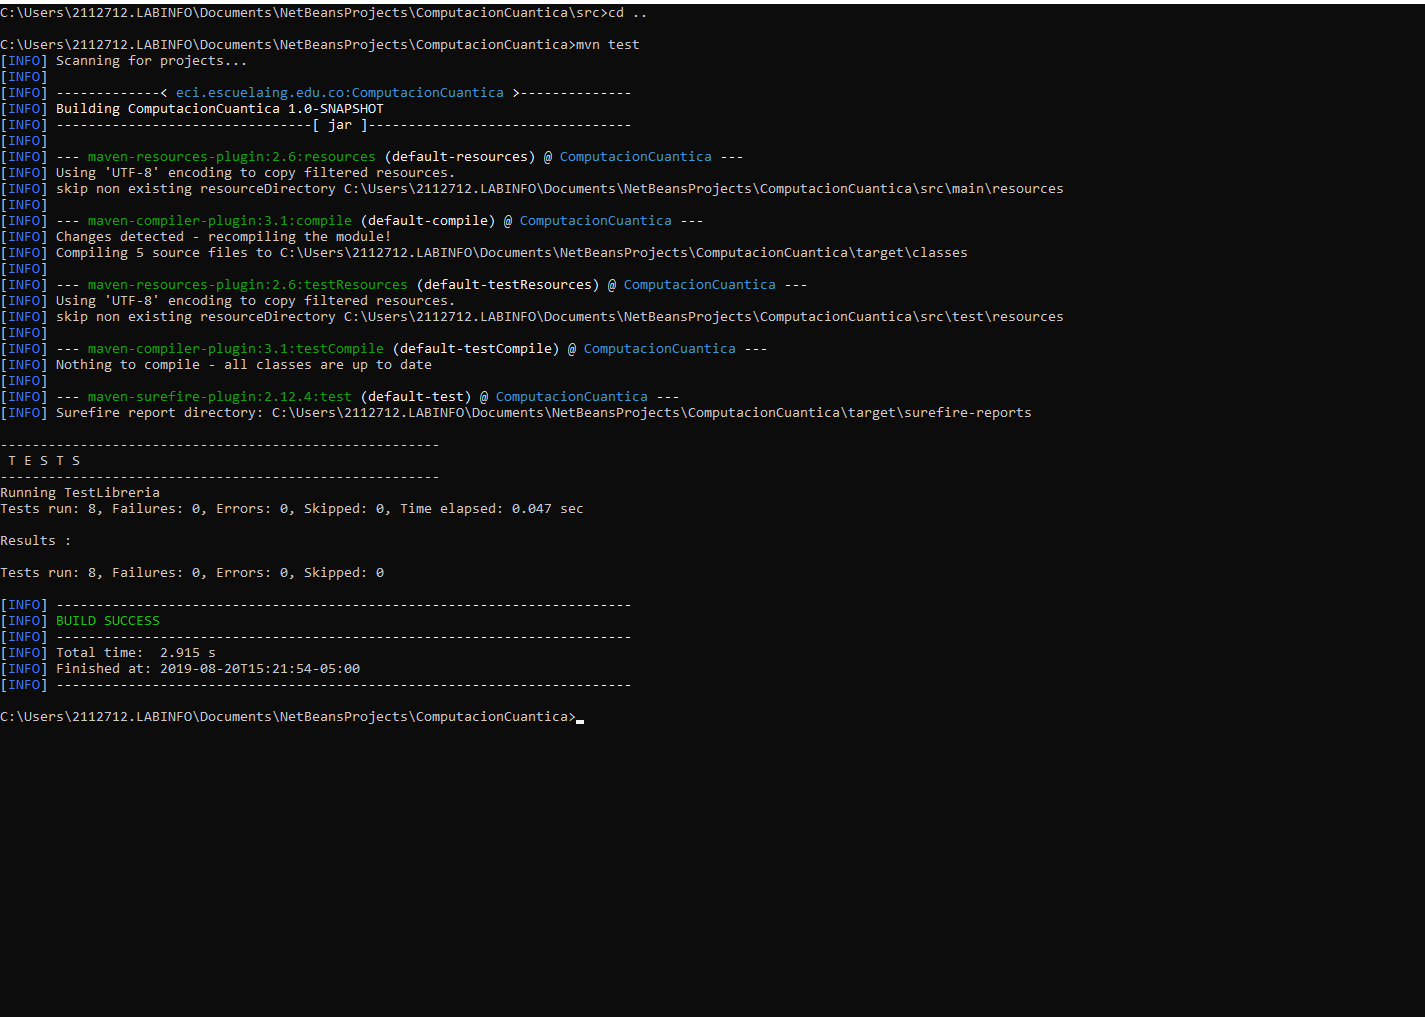 C:\Users\2112712.LABINFO\Documents\NetBeansProjects\ComputacionCuantica\src>cd ..
C:\Users\2112712.LABINFO\Documents\NetBeansProjects\ComputacionCuantica>mvn test
[INFO] Scanning for projects...
[INFO]
[INFO] -------------< eci.escuelaing.edu.co:ComputacionCuantica >--------------
[INFO] Building ComputacionCuantica 1.0-SNAPSHOT
[INFO] --------------------------------[ jar ]---------------------------------
[INFO]
[INFO] --- maven-resources-plugin:2.6:resources (default-resources) @ ComputacionCuantica ---
[INFO] Using 'UTF-8' encoding to copy filtered resources.
[INFO] skip non existing resourceDirectory C:\Users\2112712.LABINFO\Documents\NetBeansProjects\ComputacionCuantica\src\main\resources
[INFO]
[INFO] --- maven-compiler-plugin:3.1:compile (default-compile) @ ComputacionCuantica ---
[INFO] Changes detected - recompiling the module!
[INFO] Compiling 5 source files to C:\Users\2112712.LABINFO\Documents\NetBeansProjects\ComputacionCuantica\target\classes
[INFO]
[INFO] --- maven-resources-plugin:2.6:testResources (default-testResources) @ ComputacionCuantica ---
[INFO] Using 'UTF-8' encoding to copy filtered resources.
[INFO] skip non existing resourceDirectory C:\Users\2112712.LABINFO\Documents\NetBeansProjects\ComputacionCuantica\src\test\resources
[INFO]
[INFO] --- maven-compiler-plugin:3.1:testCompile (default-testCompile) @ ComputacionCuantica ---
[INFO] Nothing to compile - all classes are up to date
[INFO]
[INFO] --- maven-surefire-plugin:2.12.4:test (default-test) @ ComputacionCuantica ---
[INFO] Surefire report directory: C:\Users\2112712.LABINFO\Documents\NetBeansProjects\ComputacionCuantica\target\surefire-reports
-------------------------------------------------------
 T E S T S
-------------------------------------------------------
Running TestLibreria
Tests run: 8, Failures: 0, Errors: 0, Skipped: 0, Time elapsed: 0.047 sec
Results :
Tests run: 8, Failures: 0, Errors: 0, Skipped: 0
[INFO] ------------------------------------------------------------------------
[INFO] BUILD SUCCESS
[INFO] ------------------------------------------------------------------------
[INFO] Total time:  2.915 s
[INFO] Finished at: 2019-08-20T15:21:54-05:00
[INFO] ------------------------------------------------------------------------
C:\Users\2112712.LABINFO\Documents\NetBeansProjects\ComputacionCuantica>